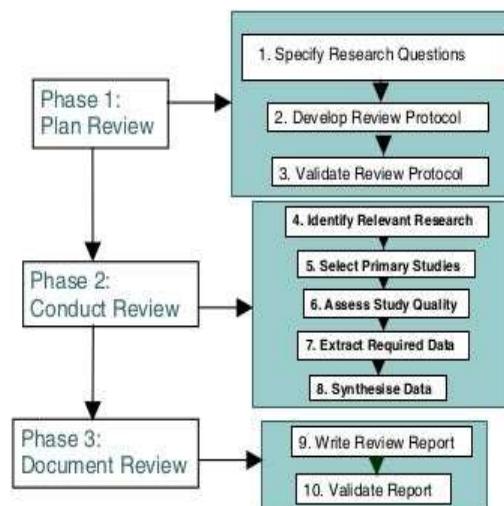 Phase 1:
Plan Review
1. Specify Research Questions
2. Develop Review Protocol
3. Validate Review Protocol
Phase 2:
Conduct Review
4. Identify Relevant Research
5. Select Primary Studies
6. Assess Study Quality
7. Extract Required Data
8. Synthesise Data
Phase 3:
Document Review
9. Write Review Report
10. Validate Report